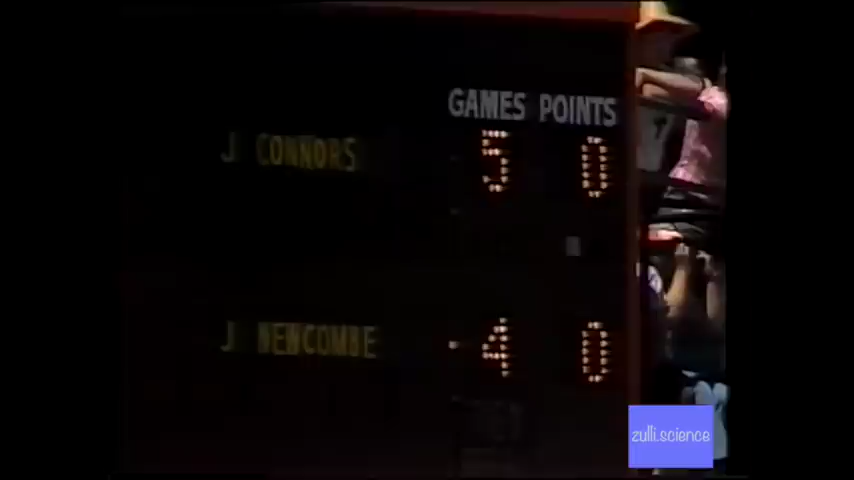 GAMES POINTS
J CONNORS 5 0
J NEWCOMBE 4 0
zulli.science